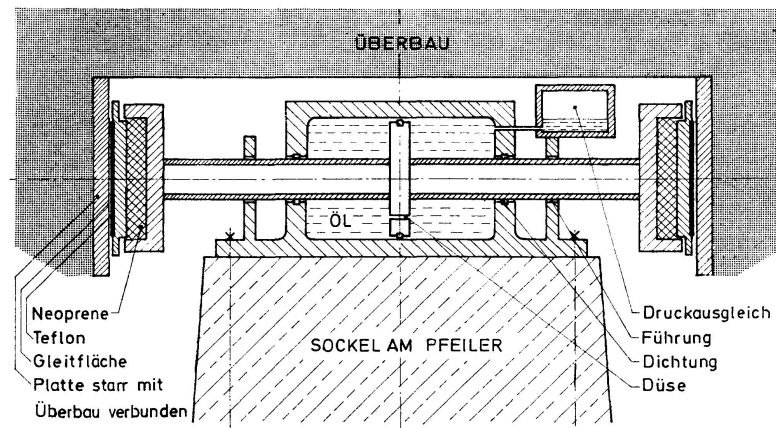 ÜBERBAU
ÖL
Neoprene
Teflon
Gleitfläche
Platte starr mit
Überbau verbunden
SOCKEL AM PFEILER
Druckausgleich
Führung
Dichtung
Düse